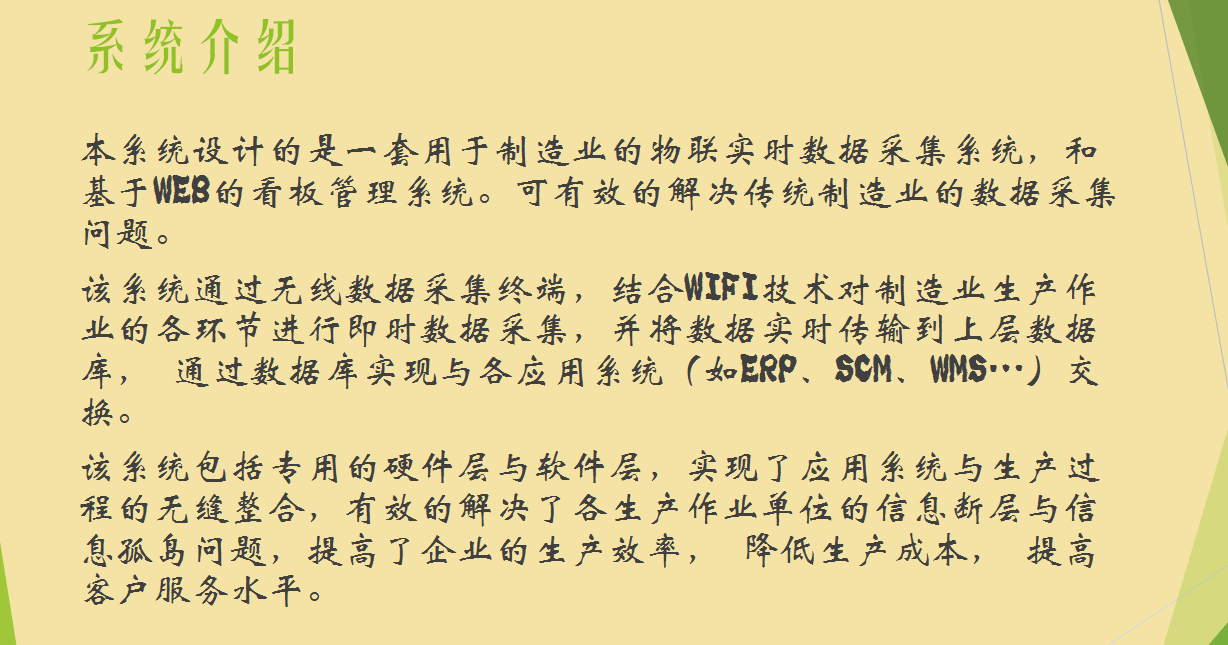 系统介绍
本系统设计的是一套用于制造业的物联实时数据采集系统，和
基于WEB的看板管理系统。可有效的解决传统制造业的数据采集
问题。
该系统通过无线数据采集终端，结合WIFI技术对制造业生产作
业的各环节进行即时数据采集，并将数据实时传输到上层数据
库， 通过数据库实现与各应用系统（如ERP、SCM、WMS…）交
换。
该系统包括专用的硬件层与软件层，实现了应用系统与生产过
程的无缝整合，有效的解决了各生产作业单位的信息断层与信
息孤岛问题，提高了企业的生产效率， 降低生产成本， 提高
客户服务水平。